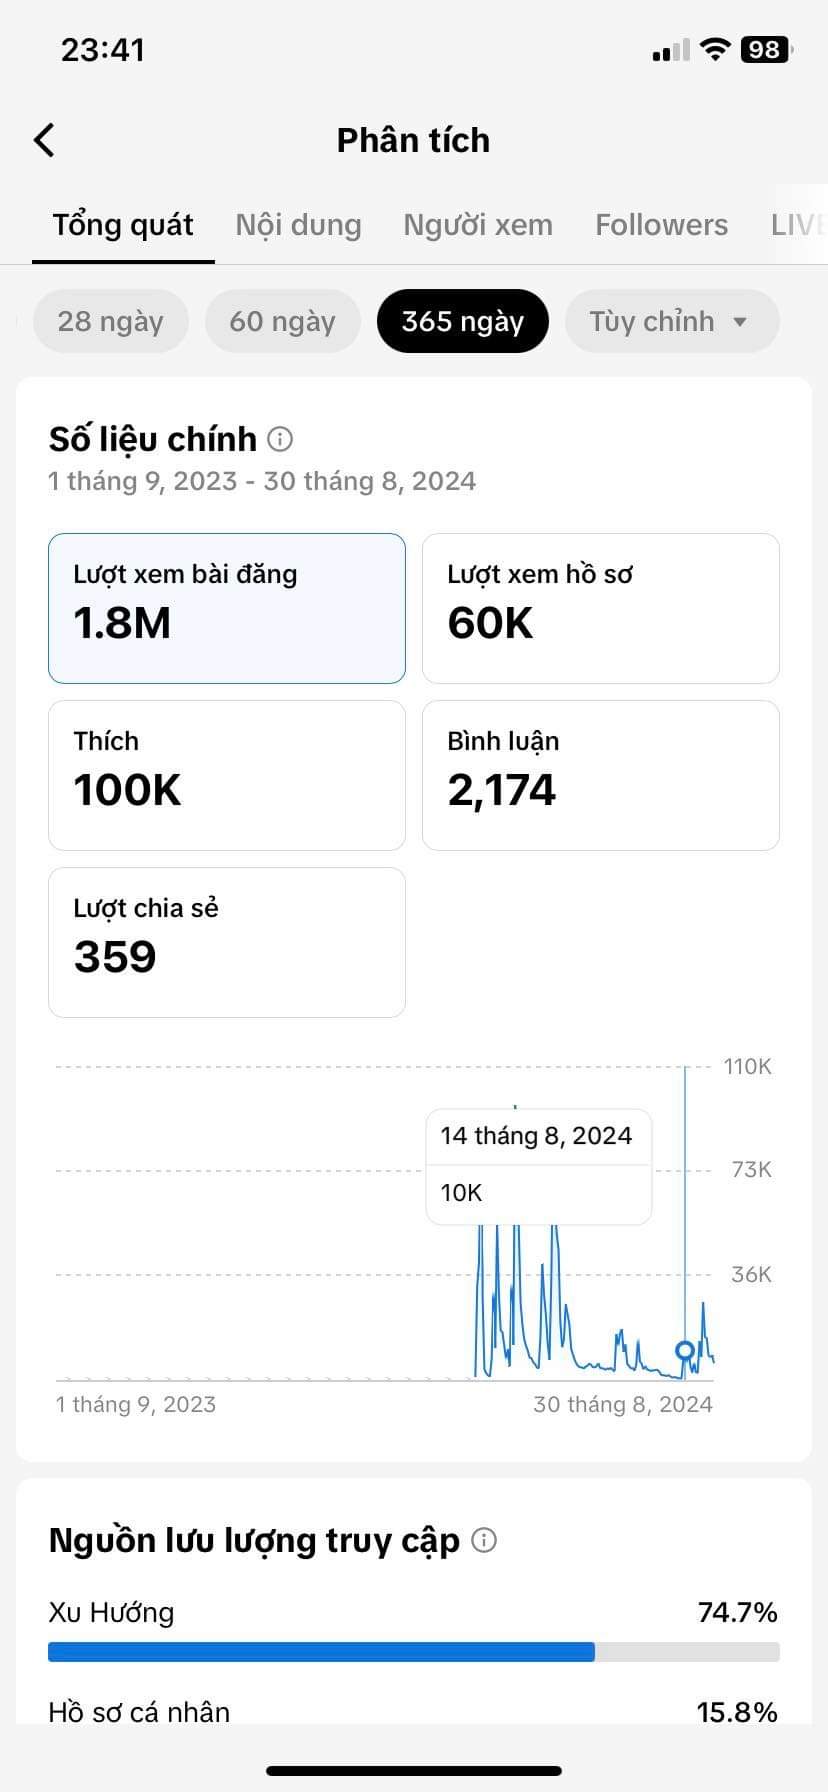 23:41
98
Phân tích
Tổng quát Nội dung Người xem Followers LIVE
28 ngày 60 ngày 365 ngày Tùy chỉnh
Số liệu chính
1 tháng 9, 2023 - 30 tháng 8, 2024
Lượt xem bài đăng Lượt xem hồ sơ
1.8M 60K
Thích Bình luận
100K 2,174
Lượt chia sẻ
359
110K
14 tháng 8, 2024
73K
10K
36K
1 tháng 9, 2023 30 tháng 8, 2024
Nguồn lưu lượng truy cập
Xu Hướng 74.7%
Hồ sơ cá nhân 15.8%